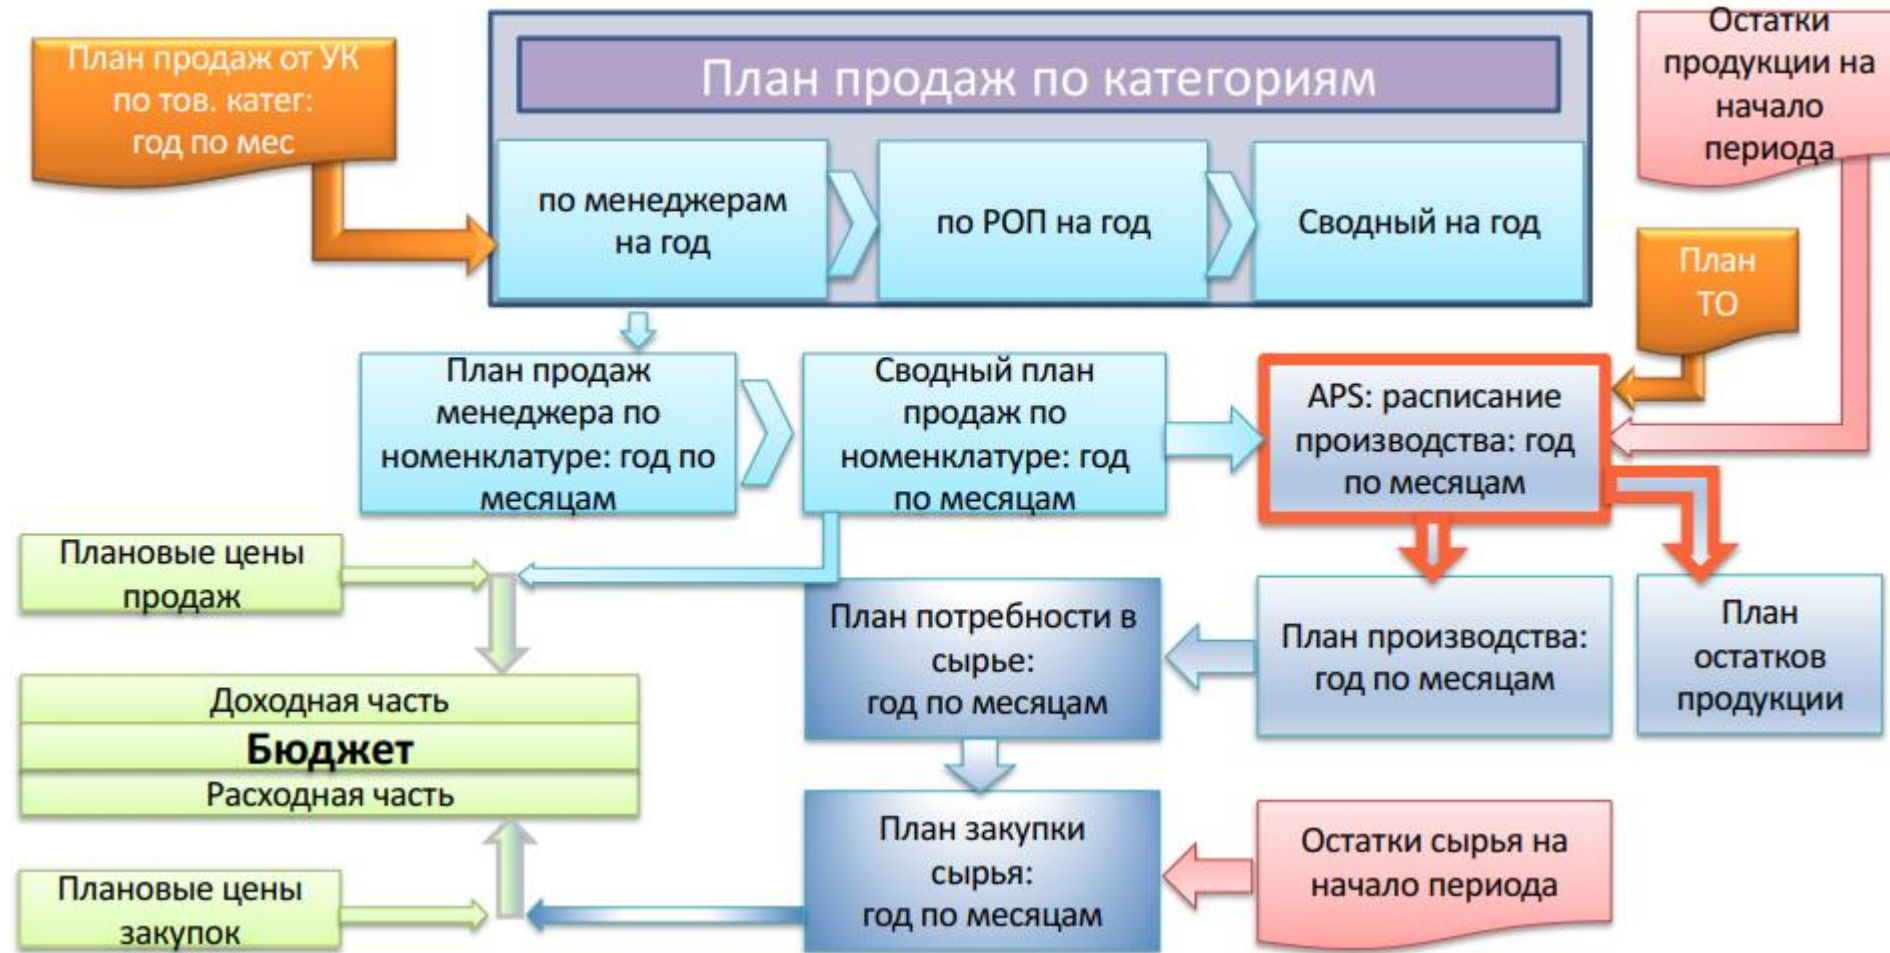 План продаж от УК
по тов. катег:
год по мес
План продаж по категориям
Остатки
продукции на
начало
периода
по менеджерам
на год
по РОП на год
Сводный на год
План
ТО
План продаж
менеджера по
номенклатуре: год по
месяцам
Сводный план
продаж по
номенклатуре: год
по месяцам
APS: расписание
производства: год
по месяцам
Плановые цены
продаж
План потребности в
сырье:
год по месяцам
План производства:
год по месяцам
План
остатков
продукции
Доходная часть
Бюджет
Расходная часть
План закупки
сырья:
год по месяцам
Остатки сырья на
начало периода
Плановые цены
закупок